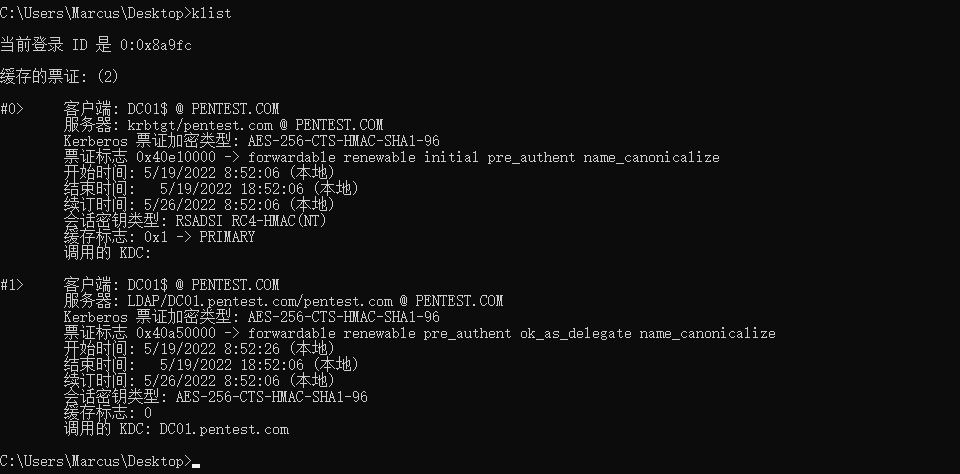 C:\Users\Marcus\Desktop>klist
当前登录 ID 是 0:0x8a9fc
缓存的票证: (2)
#0>     客户端: DC01$ @ PENTEST.COM
        服务器: krbtgt/pentest.com @ PENTEST.COM
        Kerberos 票证加密类型: AES-256-CTS-HMAC-SHA1-96
        票证标志 0x40e10000 -> forwardable renewable initial pre_authent name_canonicalize
        开始时间: 5/19/2022 8:52:06 (本地)
        结束时间:   5/19/2022 18:52:06 (本地)
        续订时间: 5/26/2022 8:52:06 (本地)
        会话密钥类型: RSADSI RC4-HMAC(NT)
        缓存标志: 0x1 -> PRIMARY
        调用的 KDC:
#1>     客户端: DC01$ @ PENTEST.COM
        服务器: LDAP/DC01.pentest.com/pentest.com @ PENTEST.COM
        Kerberos 票证加密类型: AES-256-CTS-HMAC-SHA1-96
        票证标志 0x40a50000 -> forwardable renewable pre_authent ok_as_delegate name_canonicalize
        开始时间: 5/19/2022 8:52:26 (本地)
        结束时间:   5/19/2022 18:52:06 (本地)
        续订时间: 5/26/2022 8:52:06 (本地)
        会话密钥类型: AES-256-CTS-HMAC-SHA1-96
        缓存标志: 0
        调用的 KDC: DC01.pentest.com
C:\Users\Marcus\Desktop>